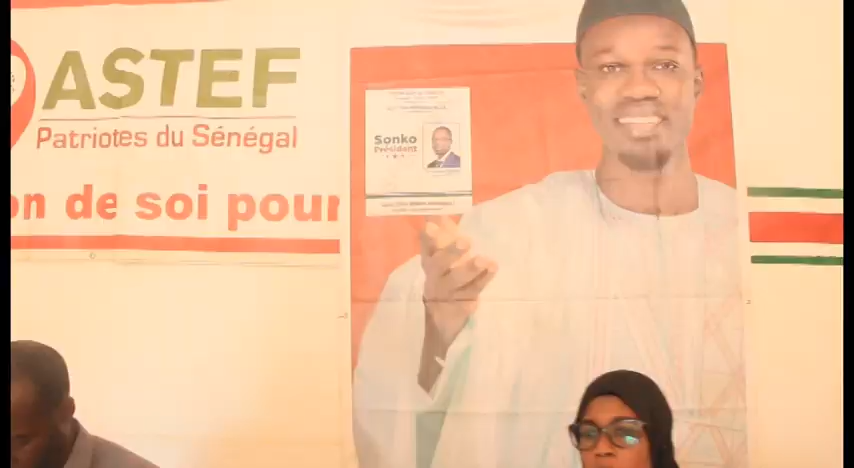 ASTEF
Patriotes du Sénégal
on de soi pour
Sonko
Président